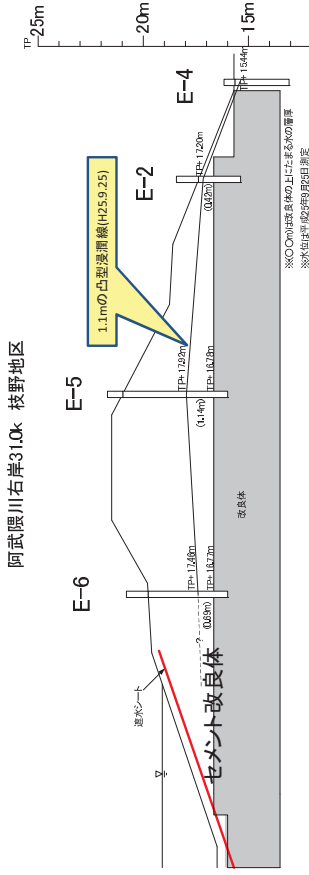 阿武隈川右岸31.0k 枝野地区
TP
25m
20m
15m
E-6
E-5
E-2
E-4
1.1mの凸型浸潤線(H25.9.25)
遮水シート
?
TP+ 17.46m
TP+ 16.77m
(0.69m)
TP+ 17.92m
TP+ 16.78m
(1.14m)
TP+ 17.20m
(0.42m)
TP+ 15.44m
セメント改良体
改良体
※(〇〇m)は改良体の上にたまる水の層厚
※水位は平成25年9月25日測定